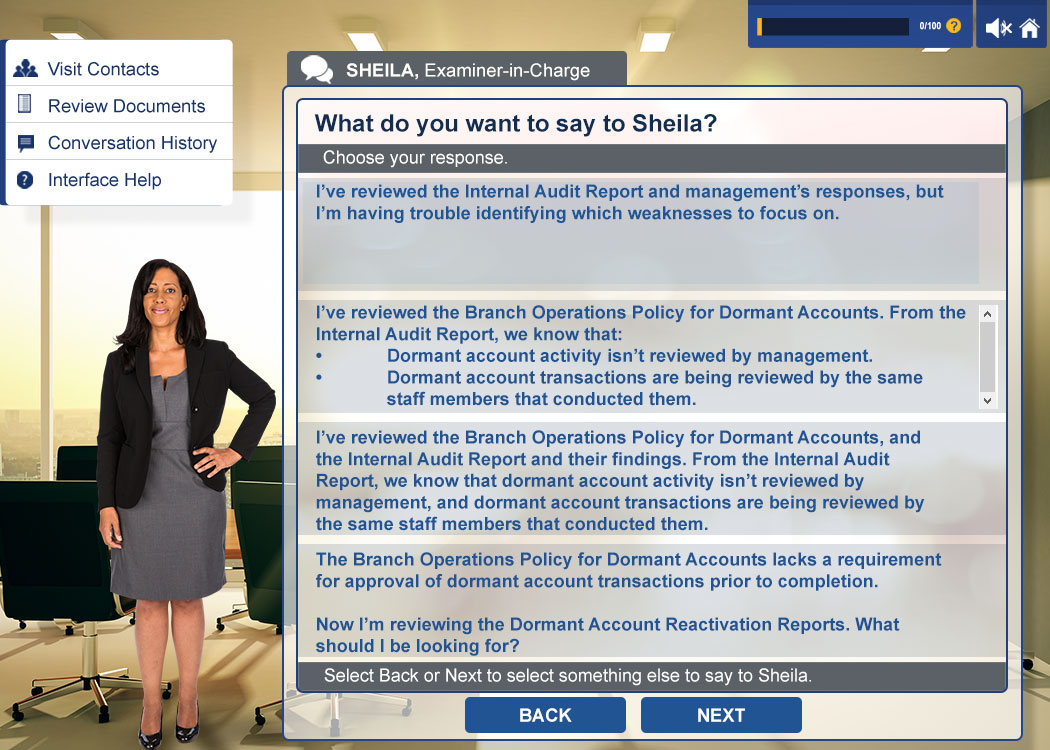 0/100 ?
Visit Contacts
Review Documents
Conversation History
? Interface Help
SHEILA, Examiner-in-Charge
What do you want to say to Sheila?
Choose your response.
I’ve reviewed the Internal Audit Report and management’s responses, but
I’m having trouble identifying which weaknesses to focus on.
I’ve reviewed the Branch Operations Policy for Dormant Accounts. From the
Internal Audit Report, we know that:
• Dormant account activity isn’t reviewed by management.
• Dormant account transactions are being reviewed by the same
staff members that conducted them.
I’ve reviewed the Branch Operations Policy for Dormant Accounts, and
the Internal Audit Report and their findings. From the Internal Audit
Report, we know that dormant account activity isn’t reviewed by
management, and dormant account transactions are being reviewed by
the same staff members that conducted them.
The Branch Operations Policy for Dormant Accounts lacks a requirement
for approval of dormant account transactions prior to completion.
Now I’m reviewing the Dormant Account Reactivation Reports. What
should I be looking for?
Select Back or Next to select something else to say to Sheila.
BACK
NEXT